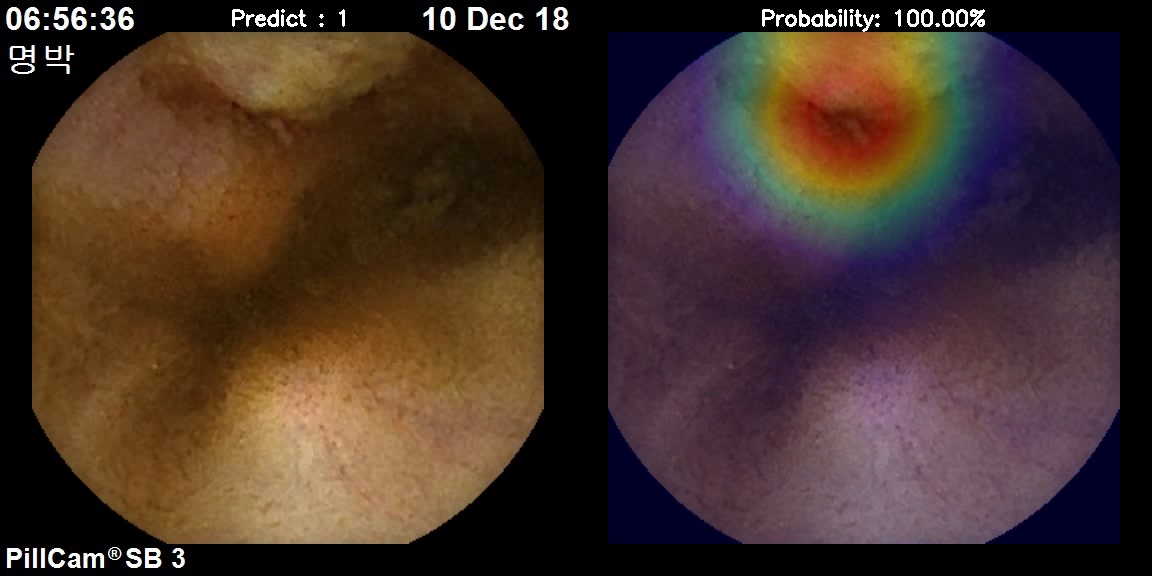 06:56:36
Predict : 1
10 Dec 18
Probability: 100.00%
명박
PillCam® SB 3